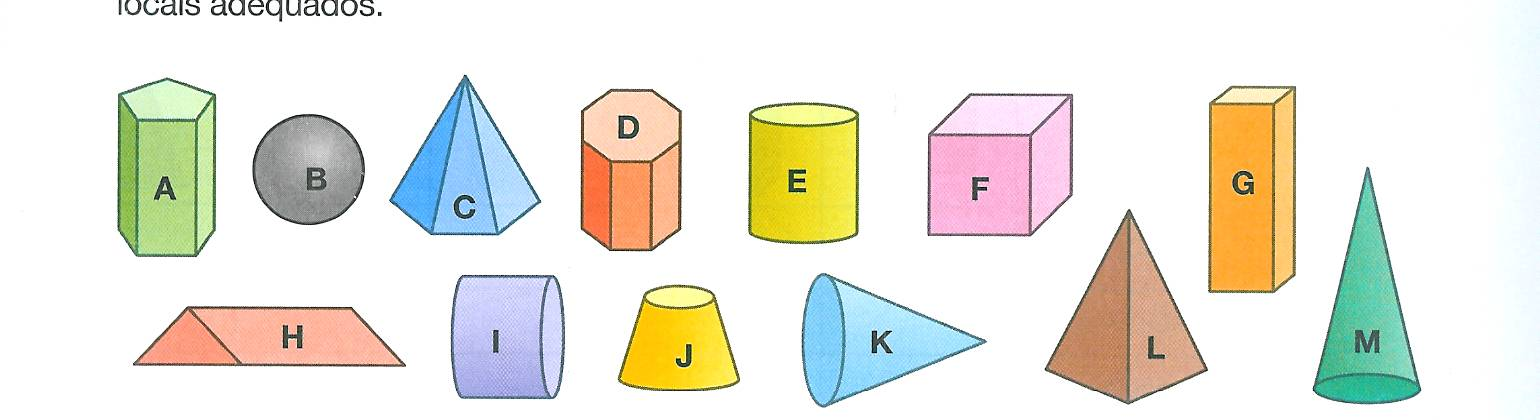 locais adequados.
A B C D E F G
H I J K L M